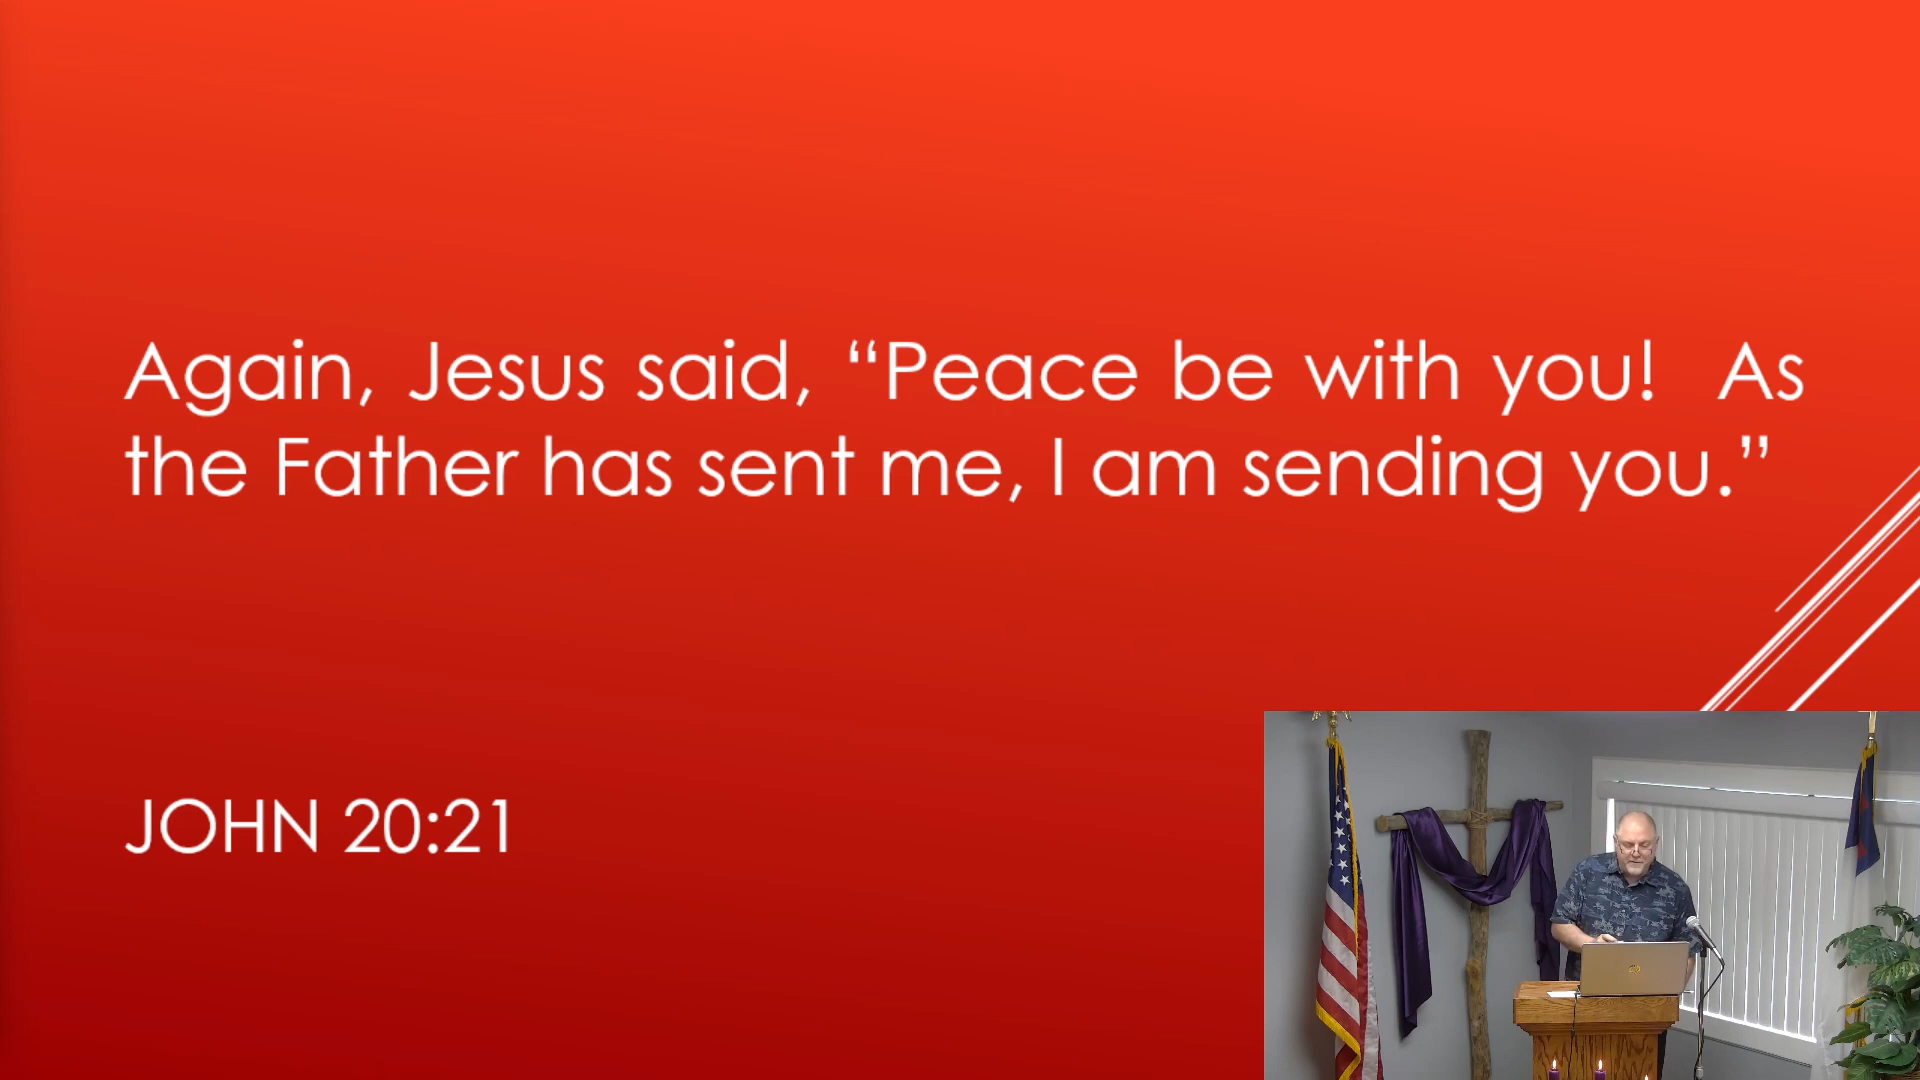 Again, Jesus said, “Peace be with you!  As
the Father has sent me, I am sending you.”
JOHN 20:21